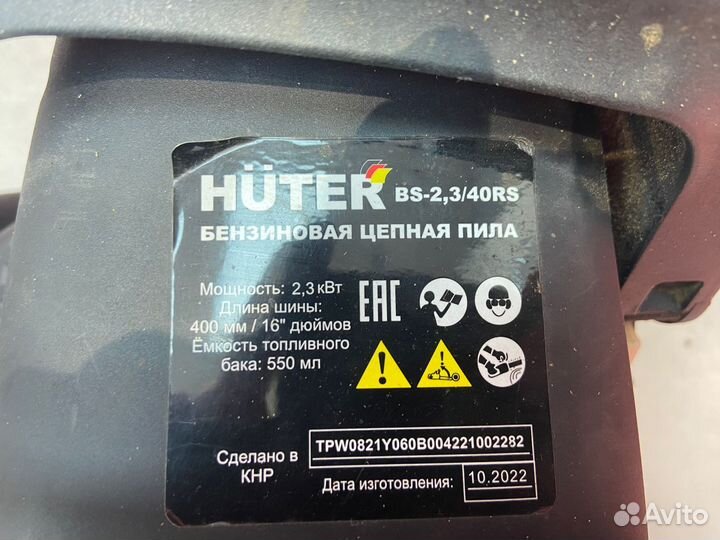 HÜTER BS-2,3/40RS
БЕНЗИНОВАЯ ЦЕПНАЯ ПИЛА
Мощность: 2,3 кВт
Длина шины:
400 мм / 16" дюймов
Ёмкость топливного
бака: 550 мл
EAC
Сделано в
КНР
TPW0821Y060B004221002282
Дата изготовления: 10.2022
Avito